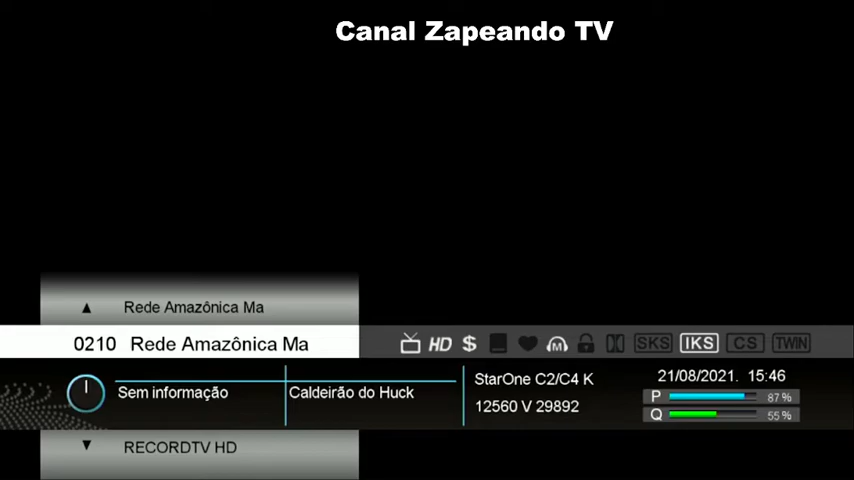 Canal Zapeando TV
Rede Amazônica Ma
0210 Rede Amazônica Ma
HD $ M SKS IKS CS TWIN
Sem informação
Caldeirão do Huck
StarOne C2/C4 K
12560 V 29892
21/08/2021. 15:46
P 87 %
Q 55 %
RECORDTV HD